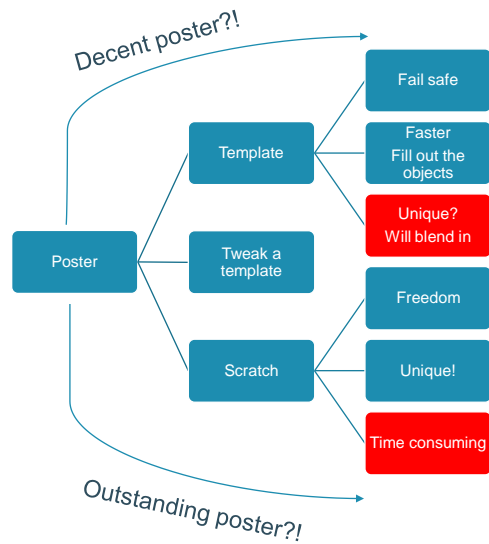 Decent poster?!
Fail safe
Template
Faster
Fill out the
objects
Unique?
Will blend in
Poster
Tweak a
template
Freedom
Scratch
Unique!
Time consuming
Outstanding poster?!